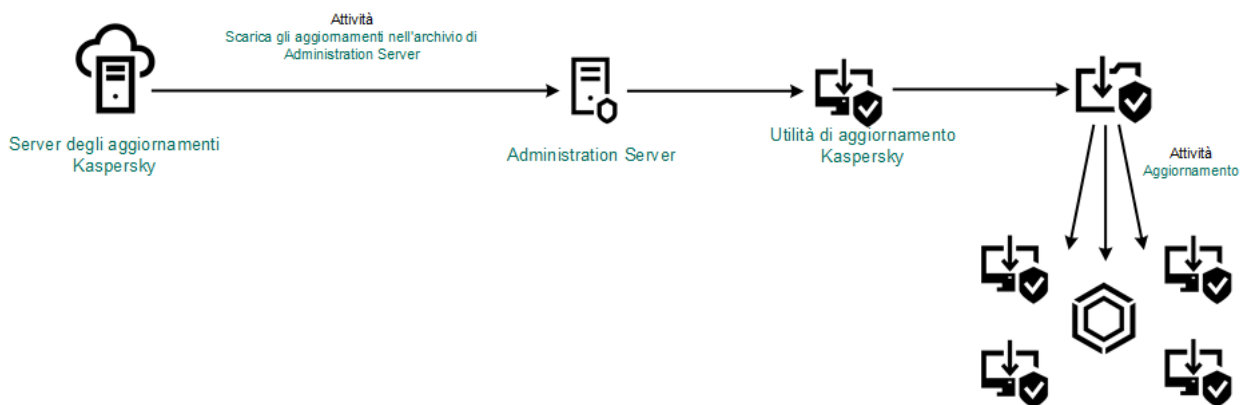 Attività
Scarica gli aggiornamenti nell'archivio di
Administration Server
Server degli aggiornamenti
Kaspersky
Administration Server
Utilità di aggiornamento
Kaspersky
Attività
Aggiornamento